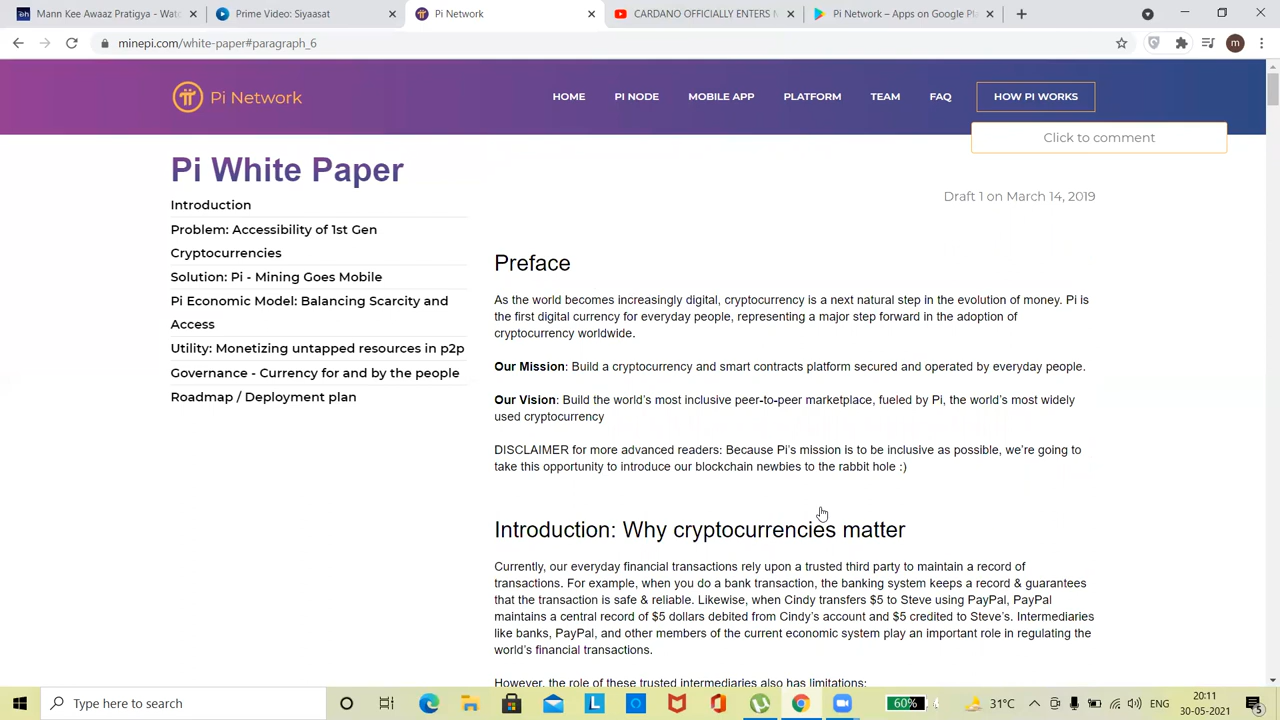 Mann Kee Awaaz Pratigya - Wat
Prime Video: Siyaasat
Pi Network
CARDANO OFFICIALLY ENTERS
Pi Network – Apps on Google Pl
minepi.com/white-paper#paragraph_6
m
Pi Network
HOME
PI NODE
MOBILE APP
PLATFORM
TEAM
FAQ
HOW PI WORKS
Click to comment
Pi White Paper
Draft 1 on March 14, 2019
Introduction
Problem: Accessibility of 1st Gen
Cryptocurrencies
Solution: Pi - Mining Goes Mobile
Pi Economic Model: Balancing Scarcity and
Access
Utility: Monetizing untapped resources in p2p
Governance - Currency for and by the people
Roadmap / Deployment plan
Preface
As the world becomes increasingly digital, cryptocurrency is a next natural step in the evolution of money. Pi is
the first digital currency for everyday people, representing a major step forward in the adoption of
cryptocurrency worldwide.
Our Mission: Build a cryptocurrency and smart contracts platform secured and operated by everyday people.
Our Vision: Build the world's most inclusive peer-to-peer marketplace, fueled by Pi, the world's most widely
used cryptocurrency
DISCLAIMER for more advanced readers: Because Pi's mission is to be inclusive as possible, we're going to
take this opportunity to introduce our blockchain newbies to the rabbit hole :)
Introduction: Why cryptocurrencies matter
Currently, our everyday financial transactions rely upon a trusted third party to maintain a record of
transactions. For example, when you do a bank transaction, the banking system keeps a record & guarantees
that the transaction is safe & reliable. Likewise, when Cindy transfers $5 to Steve using PayPal, PayPal
maintains a central record of $5 dollars debited from Cindy's account and $5 credited to Steve's. Intermediaries
like banks, PayPal, and other members of the current economic system play an important role in regulating the
world's financial transactions.
However, the role of these trusted intermediaries also has limitations:
Type here to search
60%
31°C
ENG
20:11
30-05-2021
5